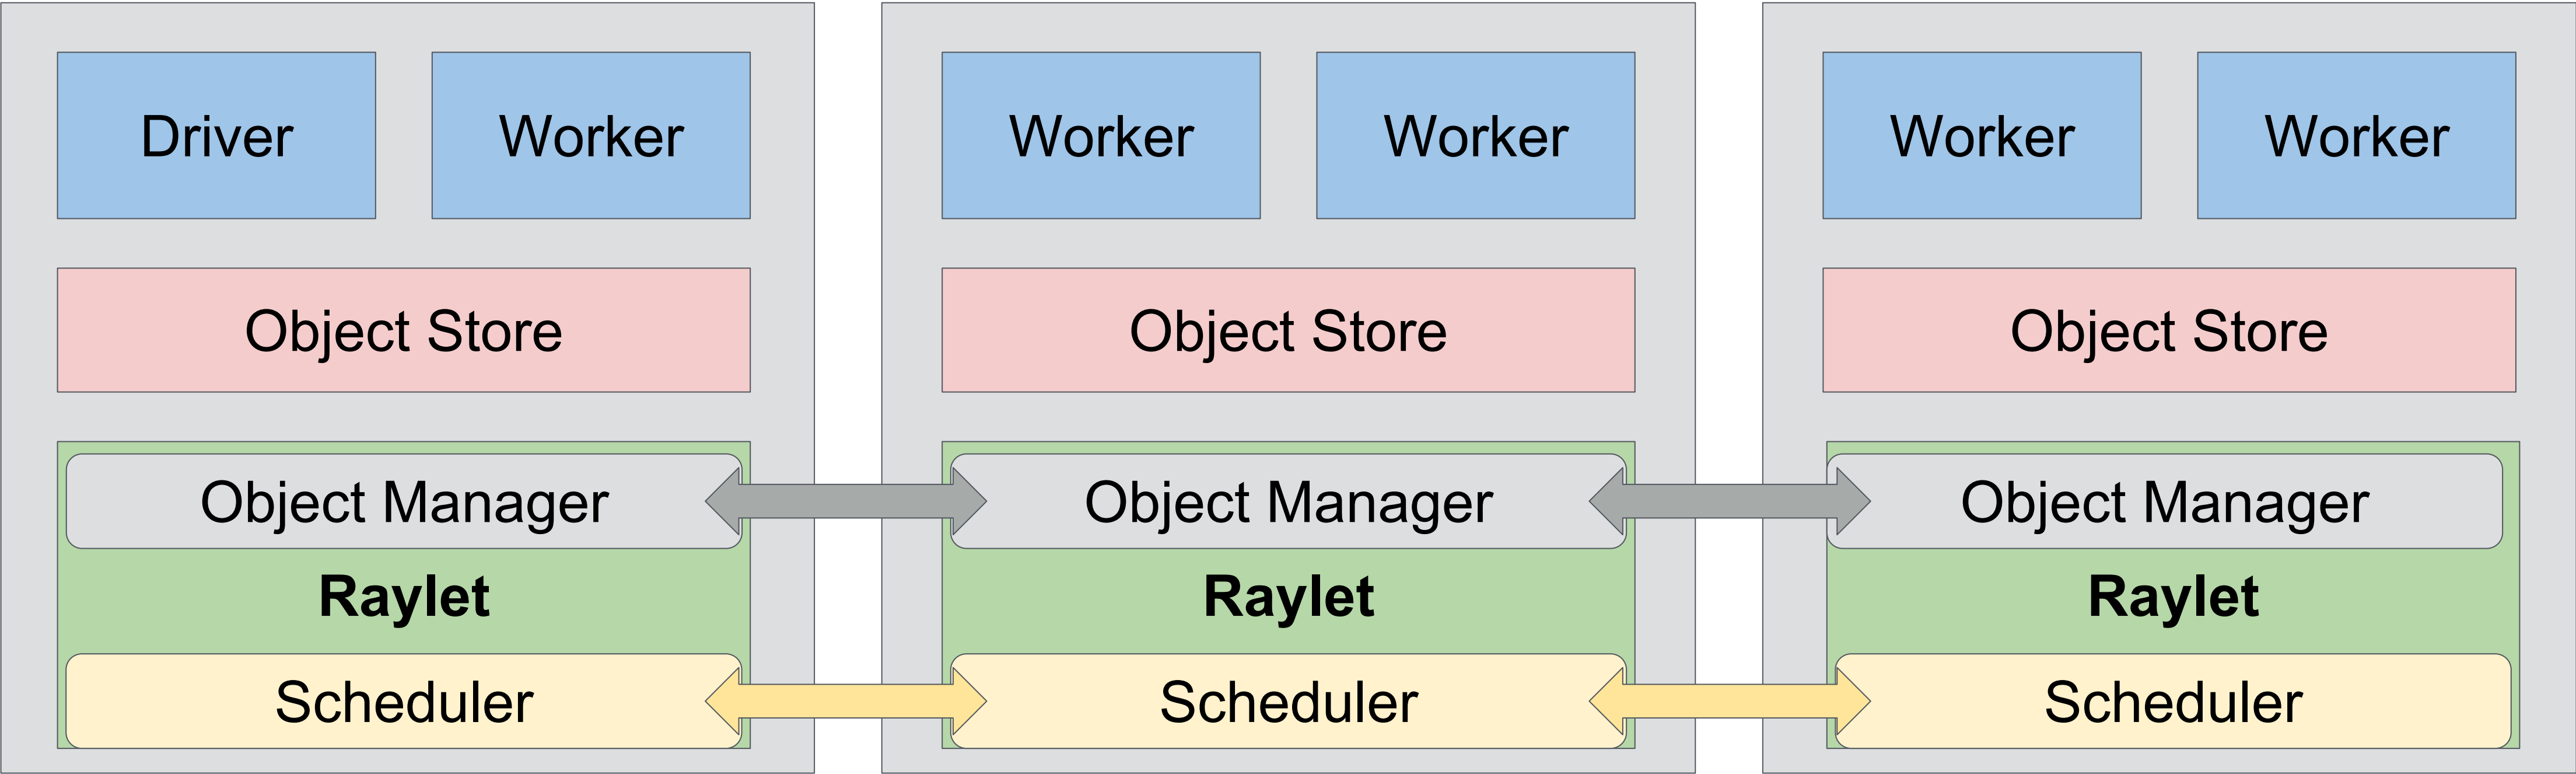 Driver
Worker
Worker
Worker
Worker
Worker
Object Store
Object Store
Object Store
Object Manager
Object Manager
Object Manager
Raylet
Raylet
Raylet
Scheduler
Scheduler
Scheduler